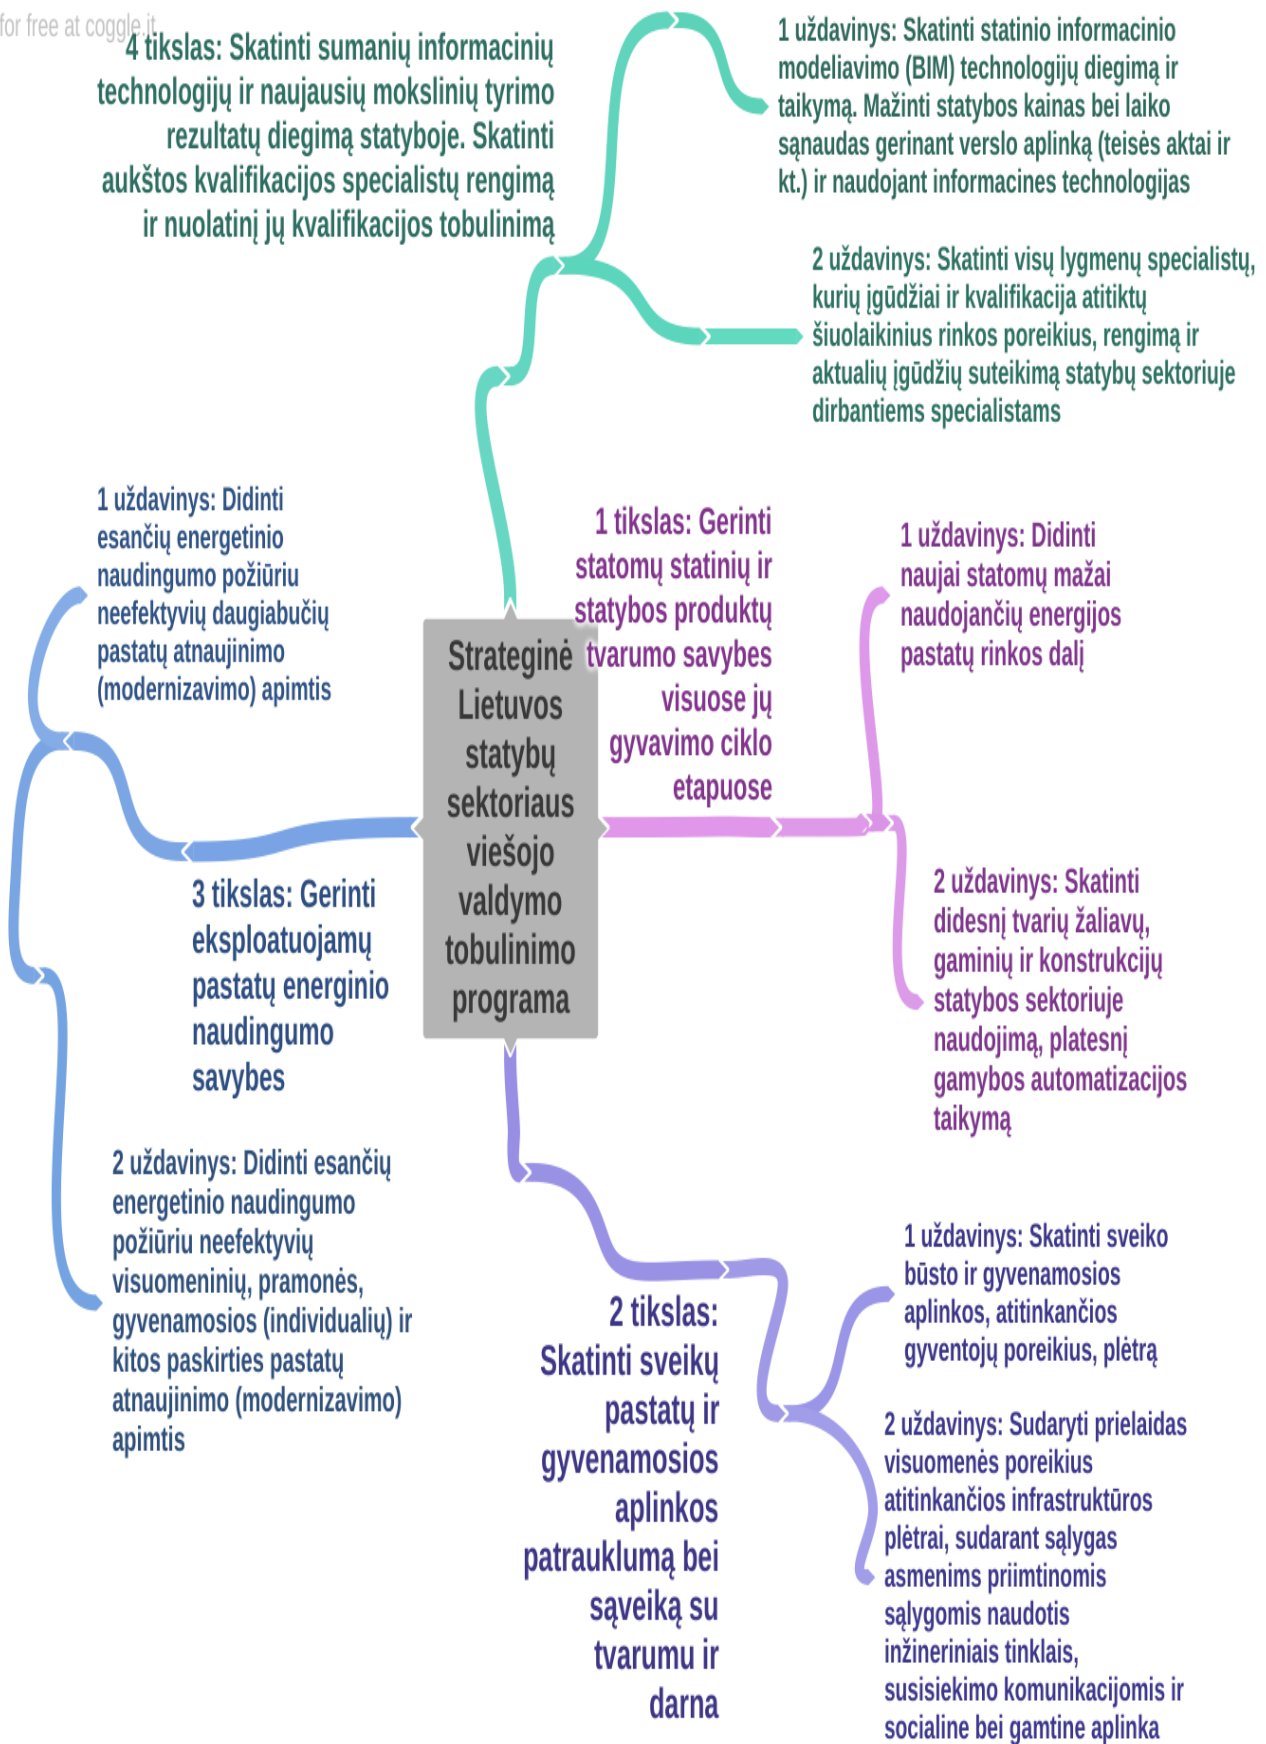 for free at coggle.it
4 tikslas: Skatinti sumanių informacinių
technologijų ir naujausių mokslinių tyrimo
rezultatų diegimą statyboje. Skatinti
aukštos kvalifikacijos specialistų rengimą
ir nuolatinį jų kvalifikacijos tobulinimą
1 uždavinys: Skatinti statinio informacinio
modeliavimo (BIM) technologijų diegimą ir
taikymą. Mažinti statybos kainas bei laiko
sąnaudas gerinant verslo aplinką (teisės aktai ir
kt.) ir naudojant informacines technologijas
2 uždavinys: Skatinti visų lygmenų specialistų,
kurių įgūdžiai ir kvalifikacija atitiktų
šiuolaikinius rinkos poreikius, rengimą ir
aktualių įgūdžių suteikimą statybų sektoriuje
dirbantiems specialistams
1 uždavinys: Didinti
esančių energetinio
naudingumo požiūriu
neefektyvių daugiabučių
pastatų atnaujinimo
(modernizavimo) apimtis
1 tikslas: Gerinti
statomų statinių ir
statybos produktų
tvarumo savybes
visuose jų
gyvavimo ciklo
etapuose
1 uždavinys: Didinti
naujai statomų mažai
naudojančių energijos
pastatų rinkos dalį
Strateginė
Lietuvos
statybų
sektoriaus
viešojo
valdymo
tobulinimo
programa
2 uždavinys: Skatinti
didesnį tvarių žaliavų,
gaminių ir konstrukcijų
statybos sektoriuje
naudojimą, platesnį
gamybos automatizacijos
taikymą
3 tikslas: Gerinti
eksploatuojamų
pastatų energinio
naudingumo
savybes
2 uždavinys: Didinti esančių
energetinio naudingumo
požiūriu neefektyvių
visuomeninių, pramonės,
gyvenamosios (individualių) ir
kitos paskirties pastatų
atnaujinimo (modernizavimo)
apimtis
2 tikslas:
Skatinti sveikų
pastatų ir
gyvenamosios
aplinkos
patrauklumą bei
sąveiką su
tvarumu ir
darna
1 uždavinys: Skatinti sveiko
būsto ir gyvenamosios
aplinkos, atitinkančios
gyventojų poreikius, plėtrą
2 uždavinys: Sudaryti prielaidas
visuomenės poreikius
atitinkančios infrastruktūros
plėtrai, sudarant sąlygas
asmenims priimtinomis
sąlygomis naudotis
inžineriniais tinklais,
susisiekimo komunikacijomis ir
socialine bei gamtine aplinka